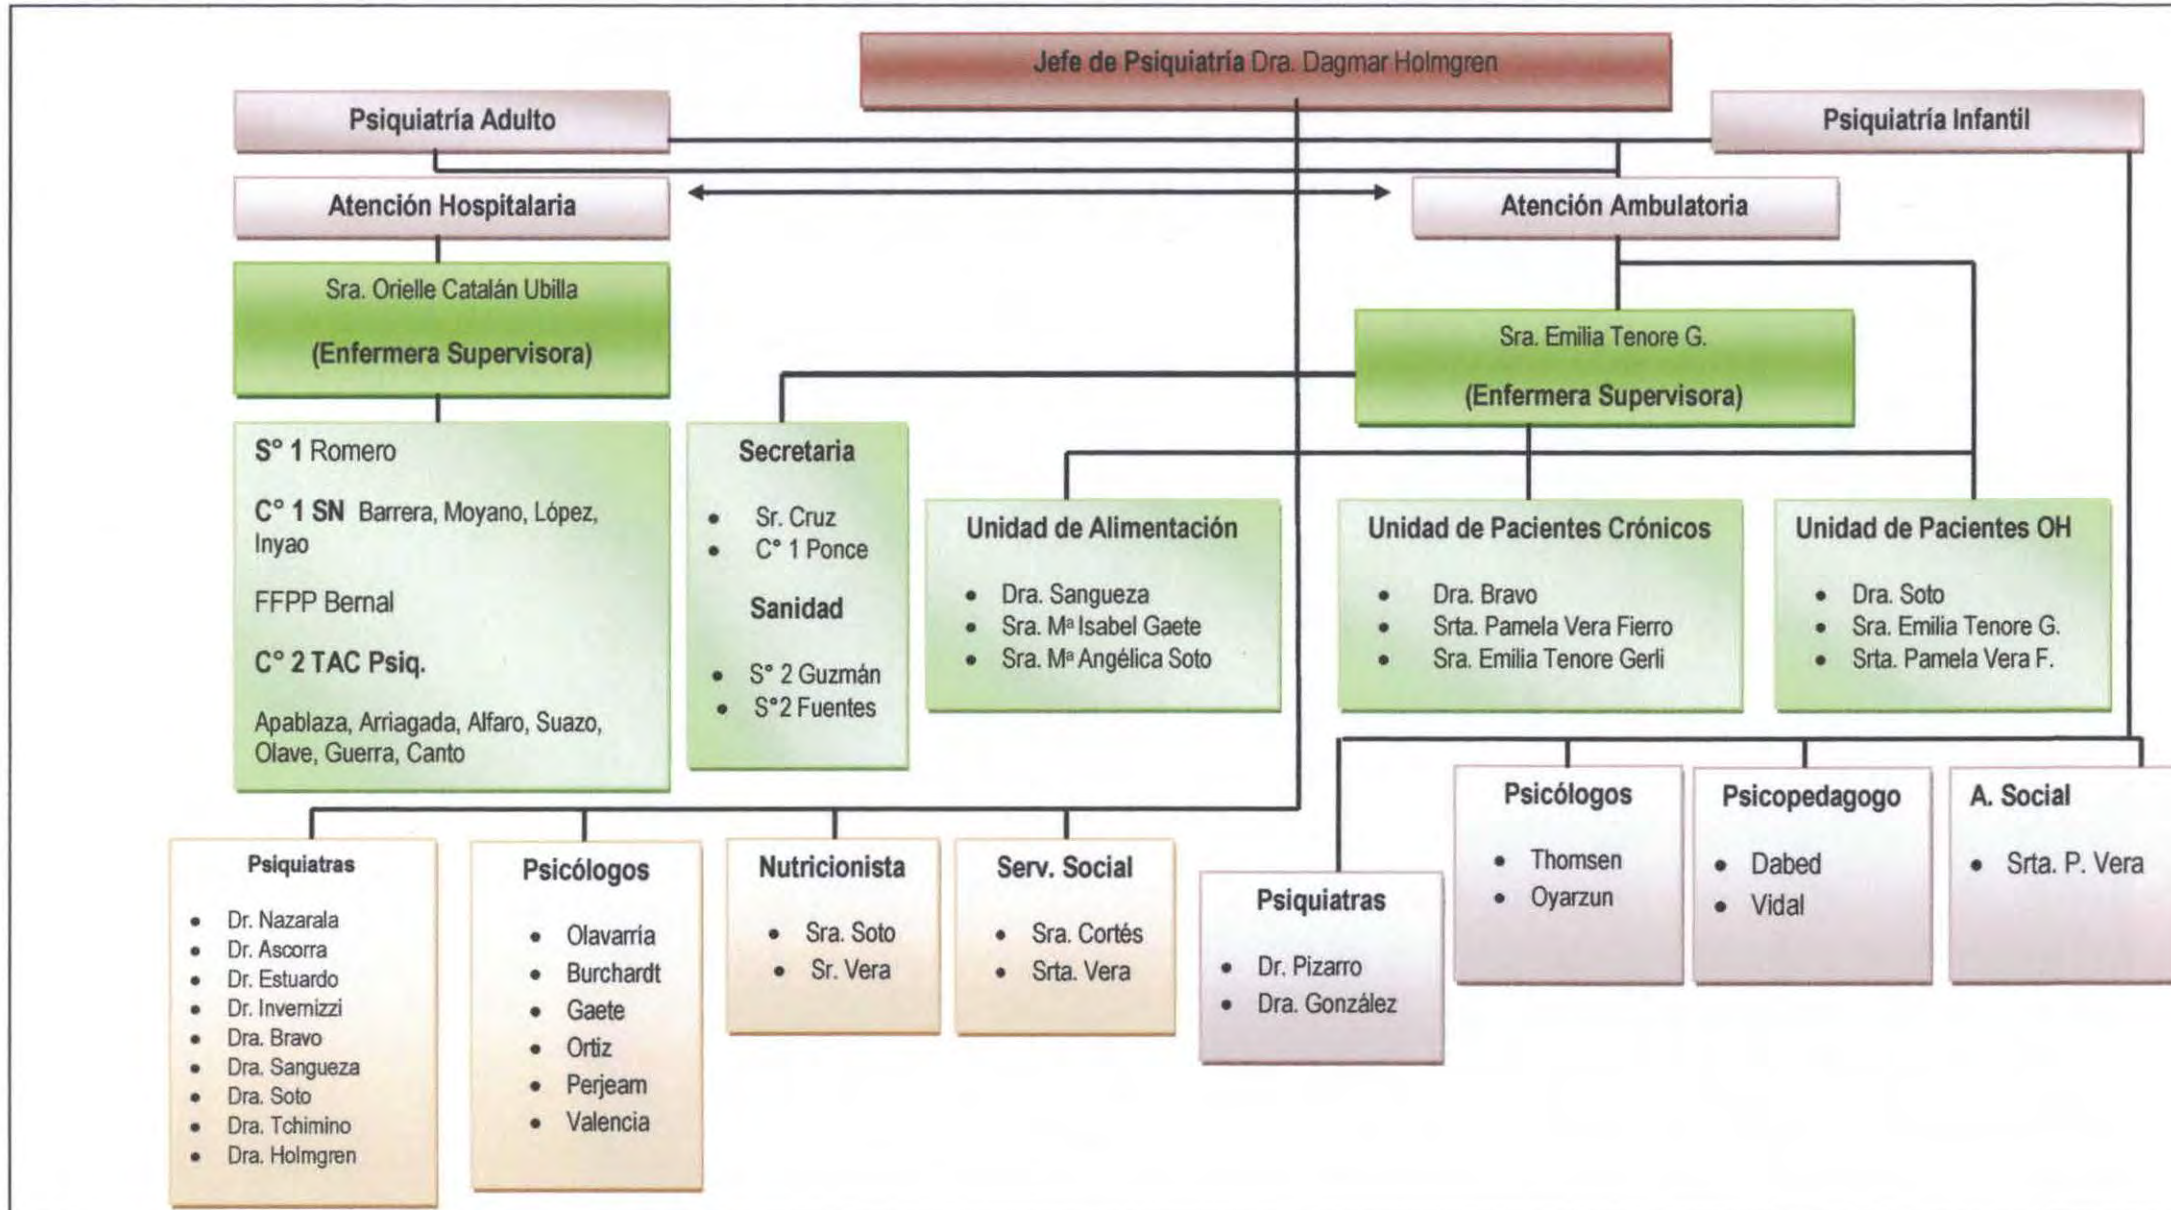 Jefe de Psiquiatría Dra. Dagmar Holmgren
Psiquiatría Adulto
Psiquiatría Infantil
Atención Hospitalaria
Atención Ambulatoria
Sra. Orielle Catalán Ubilla
(Enfermera Supervisora)
Sra. Emilia Tenore G.
(Enfermera Supervisora)
S° 1 Romero
C° 1 SN Barrera, Moyano, López,
Inyao
FFPP Bernal
C° 2 TAC Psiq.
Apablaza, Arriagada, Alfaro, Suazo,
Olave, Guerra, Canto
Secretaria
• Sr. Cruz
• C° 1 Ponce
Sanidad
• S° 2 Guzmán
• S°2 Fuentes
Unidad de Alimentación
• Dra. Sangueza
• Sra. Mª Isabel Gaete
• Sra. Mª Angélica Soto
Unidad de Pacientes Crónicos
• Dra. Bravo
• Srta. Pamela Vera Fierro
• Sra. Emilia Tenore Gerli
Unidad de Pacientes OH
• Dra. Soto
• Sra. Emilia Tenore G.
• Srta. Pamela Vera F.
Psiquiatras
• Dr. Nazarala
• Dr. Ascorra
• Dr. Estuardo
• Dr. Invernizzi
• Dra. Bravo
• Dra. Sangueza
• Dra. Soto
• Dra. Tchimino
• Dra. Holmgren
Psicólogos
• Olavarría
• Burchardt
• Gaete
• Ortiz
• Perjeam
• Valencia
Nutricionista
• Sra. Soto
• Sr. Vera
Serv. Social
• Sra. Cortés
• Srta. Vera
Psiquiatras
• Dr. Pizarro
• Dra. González
Psicólogos
• Thomsen
• Oyarzun
Psicopedagogo
• Dabed
• Vidal
A. Social
• Srta. P. Vera